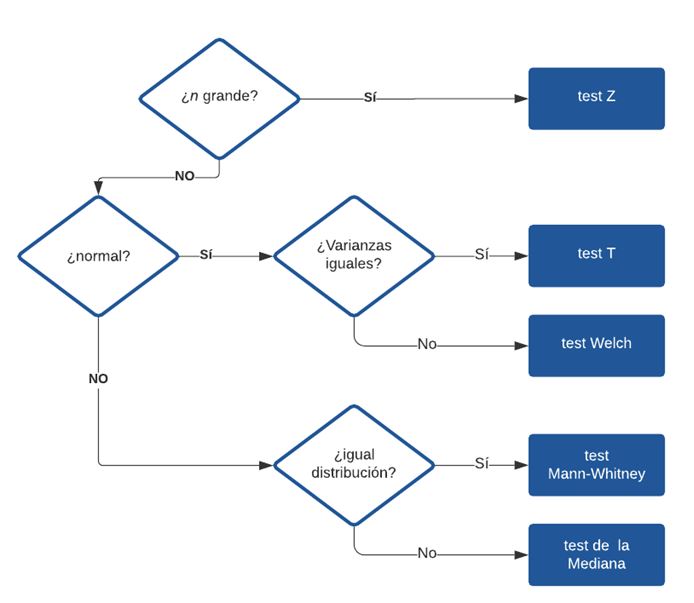 ¿n grande?
Sí
test Z
NO
¿normal?
Sí
¿Varianzas
iguales?
Sí
test T
No
test Welch
NO
¿igual
distribución?
Sí
test
Mann-Whitney
No
test de la
Mediana